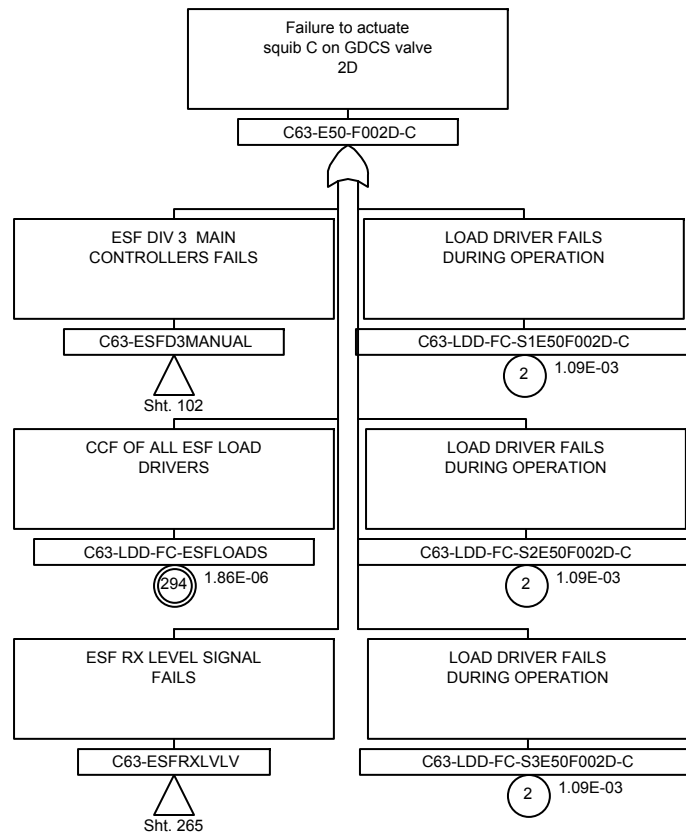 Failure to actuate
squib C on GDCS valve
2D
C63-E50-F002D-C
ESF DIV 3 MAIN
CONTROLLERS FAILS
C63-ESFD3MANUAL
Sht. 102
LOAD DRIVER FAILS
DURING OPERATION
C63-LDD-FC-S1E50F002D-C
2
1.09E-03
CCF OF ALL ESF LOAD
DRIVERS
C63-LDD-FC-ESFLOADS
294
1.86E-06
LOAD DRIVER FAILS
DURING OPERATION
C63-LDD-FC-S2E50F002D-C
2
1.09E-03
ESF RX LEVEL SIGNAL
FAILS
C63-ESFRXLVLV
Sht. 265
LOAD DRIVER FAILS
DURING OPERATION
C63-LDD-FC-S3E50F002D-C
2
1.09E-03